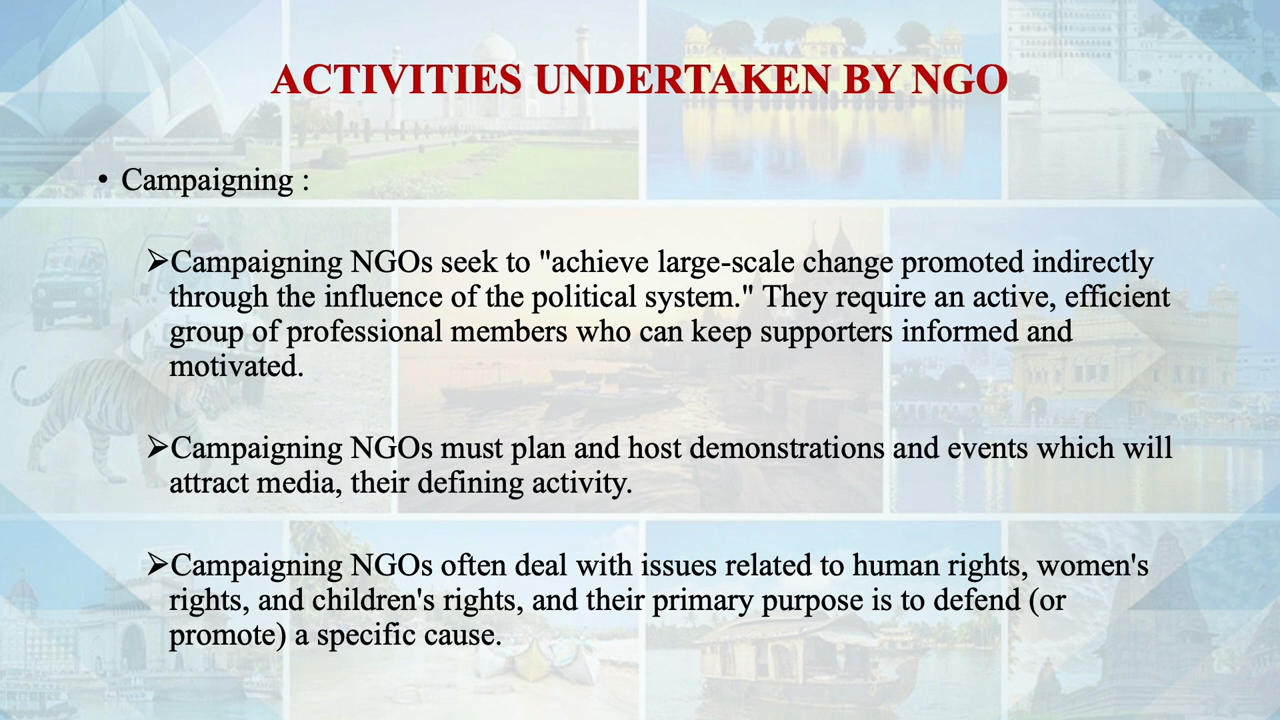 ACTIVITIES UNDERTAKEN BY NGO
• Campaigning :
➢Campaigning NGOs seek to "achieve large-scale change promoted indirectly
through the influence of the political system." They require an active, efficient
group of professional members who can keep supporters informed and
motivated.
➢Campaigning NGOs must plan and host demonstrations and events which will
attract media, their defining activity.
➢Campaigning NGOs often deal with issues related to human rights, women's
rights, and children's rights, and their primary purpose is to defend (or
promote) a specific cause.